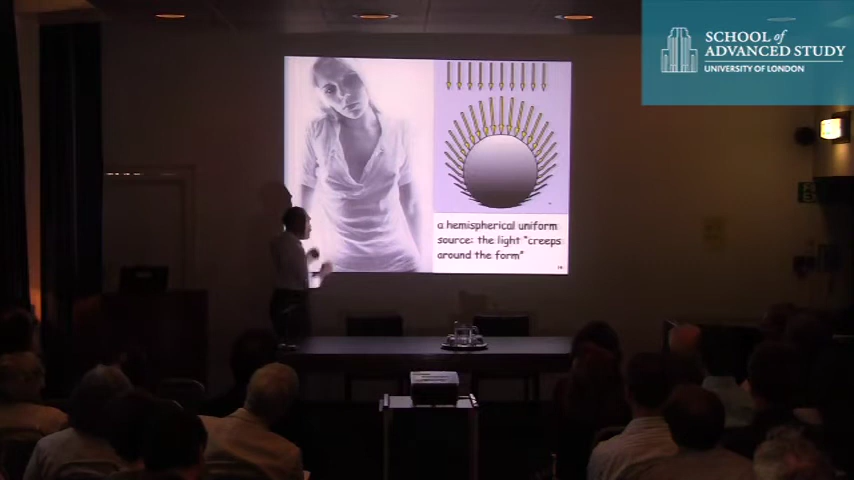 SCHOOL of
ADVANCED STUDY
UNIVERSITY OF LONDON
a hemispherical uniform
source: the light "creeps
around the form"